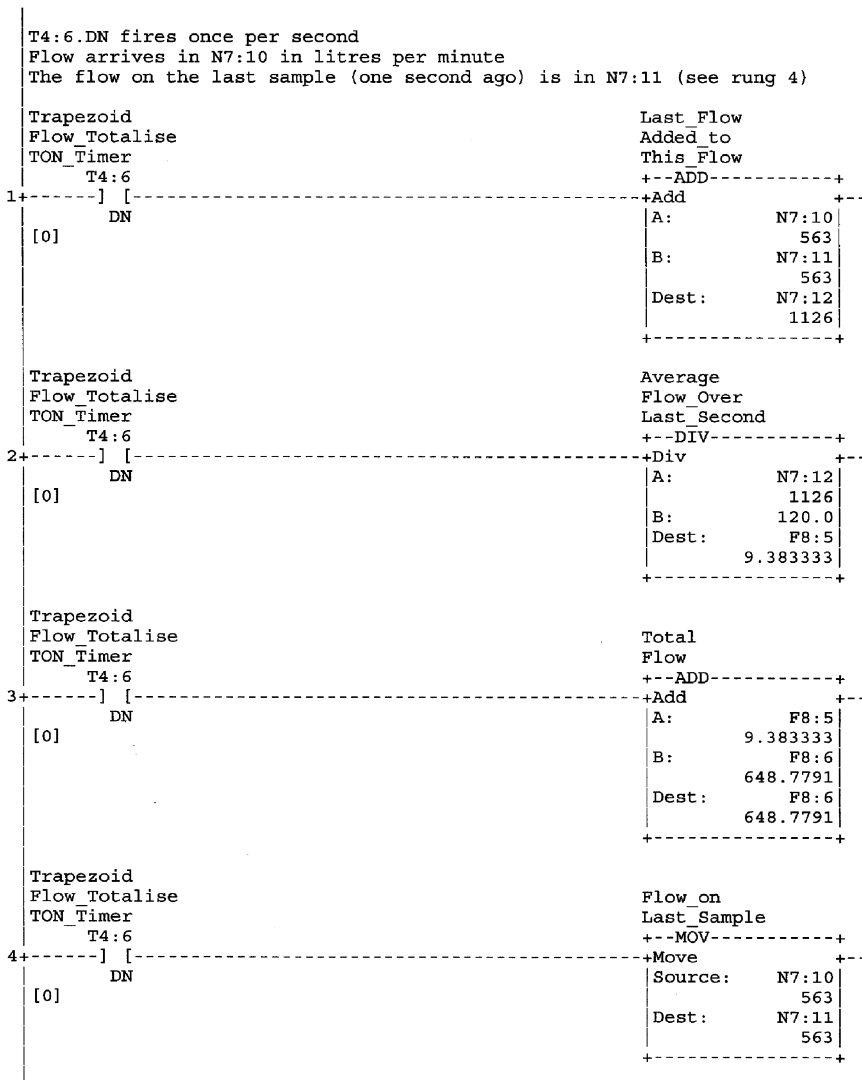 T4:6.DN fires once per second
Flow arrives in N7:10 in litres per minute
The flow on the last sample (one second ago) is in N7:11 (see rung 4)
Trapezoid
Flow_Totalise
TON_Timer
T4:6
1+------] [--------------------------------------------
DN
[0]
Last_Flow
Added_to
This_Flow
+--ADD-----------+
+Add +--
|A: N7:10|
| 563|
|B: N7:11|
| 563|
|Dest: N7:12|
| 1126|
+----------------+
Trapezoid
Flow_Totalise
TON_Timer
T4:6
2+------] [--------------------------------------------
DN
[0]
Average
Flow_Over
Last_Second
+--DIV-----------+
+Div +--
|A: N7:12|
| 1126|
|B: 120.0|
|Dest: F8:5|
| 9.383333|
+----------------+
Trapezoid
Flow_Totalise
TON_Timer
T4:6
3+------] [--------------------------------------------
DN
[0]
Total
Flow
+--ADD-----------+
+Add +--
|A: F8:5|
| 9.383333|
|B: F8:6|
| 648.7791|
|Dest: F8:6|
| 648.7791|
+----------------+
Trapezoid
Flow_Totalise
TON_Timer
T4:6
4+------] [--------------------------------------------
DN
[0]
Flow_on
Last_Sample
+--MOV-----------+
+Move +--
|Source: N7:10|
| 563|
|Dest: N7:11|
| 563|
+----------------+